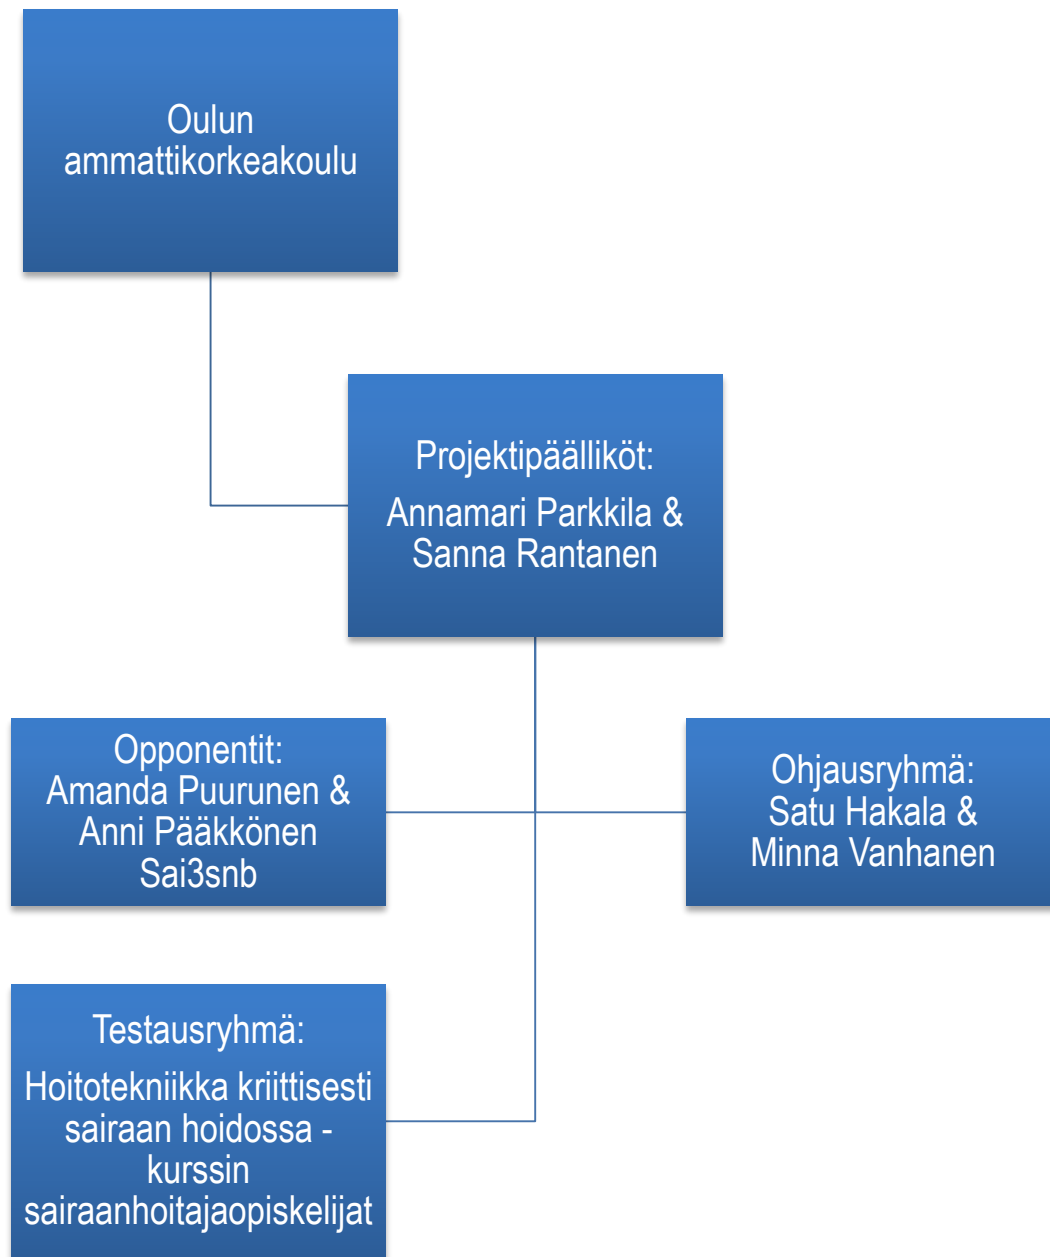 Oulun
ammattikorkeakoulu
Projektipäälliköt:
Annamari Parkkila &
Sanna Rantanen
Opponentit:
Amanda Puurunen &
Anni Pääkkönen
Sai3snb
Ohjausryhmä:
Satu Hakala &
Minna Vanhanen
Testausryhmä:
Hoitotekniikka kriittisesti
sairaan hoidossa -
kurssin
sairaanhoitajaopiskelijat